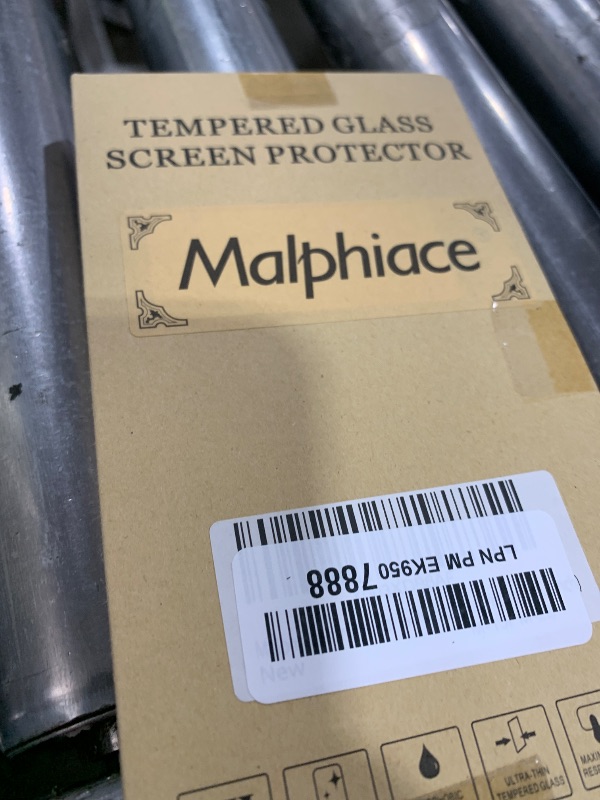 TEMPERED GLASS
SCREEN PROTECTOR
Malphiace
LPN PM EK950 7888
New
ULTRA-THIN
TEMPERED GLASS